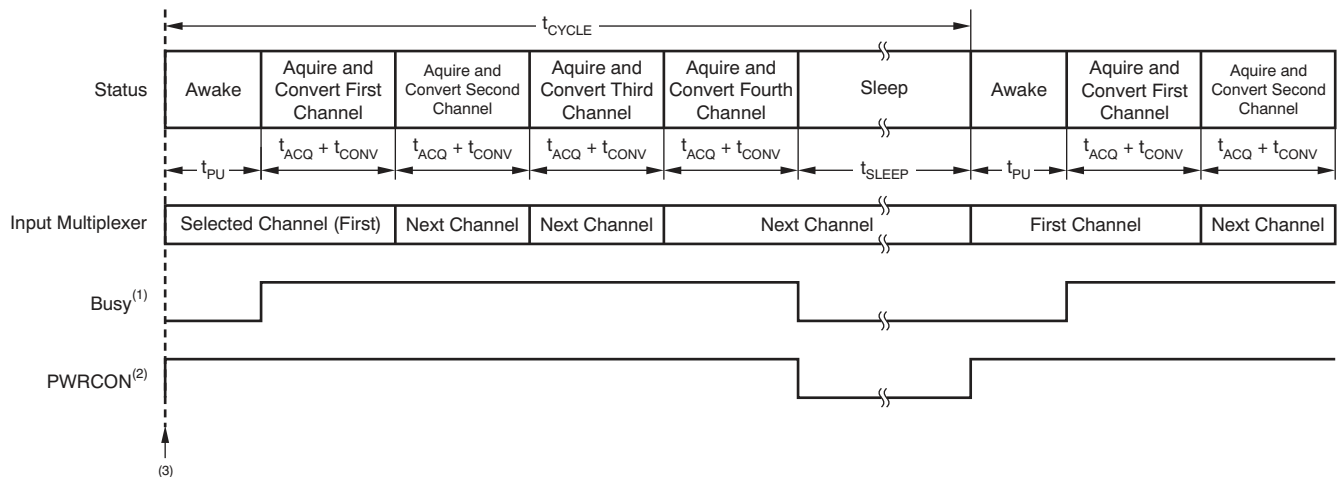 tCYCLE
Status
Awake
Aquire and
Convert First
Channel
Aquire and
Convert Second
Channel
Aquire and
Convert Third
Channel
Aquire and
Convert Fourth
Channel
Sleep
Awake
Aquire and
Convert First
Channel
Aquire and
Convert Second
Channel
tPU
tACQ + tCONV
tACQ + tCONV
tACQ + tCONV
tACQ + tCONV
tSLEEP
tPU
tACQ + tCONV
tACQ + tCONV
Input Multiplexer
Selected Channel (First)
Next Channel
Next Channel
Next Channel
First Channel
Next Channel
Busy(1)
PWRCON(2)
(3)